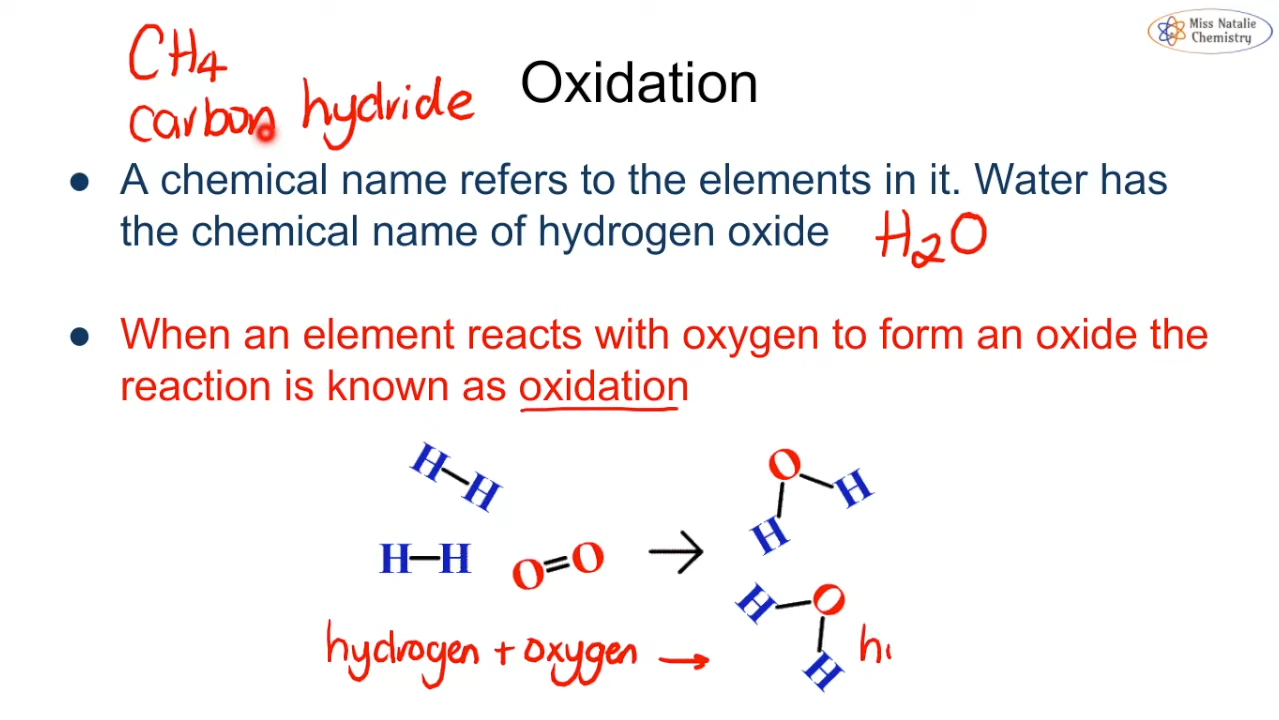 Miss Natalie
Chemistry
CH4
carbon hydride
Oxidation
● A chemical name refers to the elements in it. Water has
the chemical name of hydrogen oxide H2O
● When an element reacts with oxygen to form an oxide the
reaction is known as oxidation
H-H
H-H O=O →
O H H
H O H
hydrogen + oxygen →